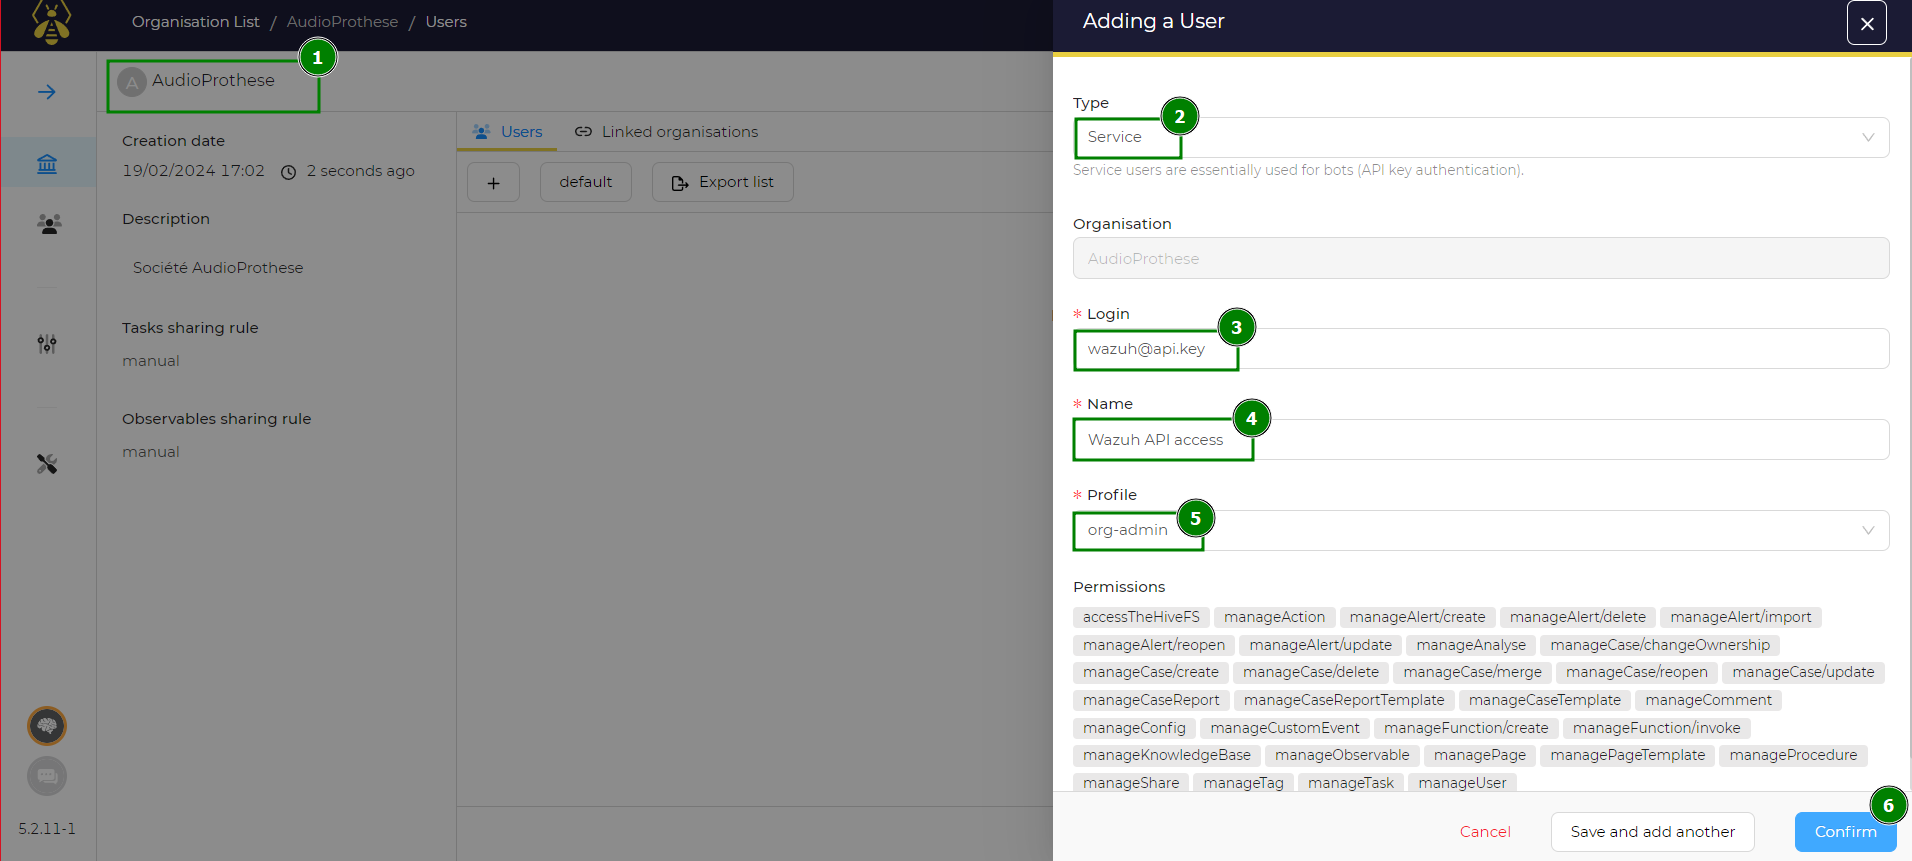 Organisation List / AudioProthese / Users
1
A AudioProthese
Creation date
19/02/2024 17:02 2 seconds ago
Description
Société AudioProthese
Tasks sharing rule
manual
Observables sharing rule
manual
5.2.11-1
Users Linked organisations
+ default Export list
Adding a User
Type
2
Service
Service users are essentially used for bots (API key authentication).
Organisation
AudioProthese
* Login
3
wazuh@api.key
* Name
4
Wazuh API access
* Profile
5
org-admin
Permissions
accessTheHiveFS manageAction manageAlert/create manageAlert/delete manageAlert/import
manageAlert/reopen manageAlert/update manageAnalyse manageCase/changeOwnership
manageCase/create manageCase/delete manageCase/merge manageCase/reopen manageCase/update
manageCaseReport manageCaseReportTemplate manageCaseTemplate manageComment
manageConfig manageCustomEvent manageFunction/create manageFunction/invoke
manageKnowledgeBase manageObservable managePage managePageTemplate manageProcedure
manageShare manageTag manageTask manageUser
6
Cancel Save and add another Confirm